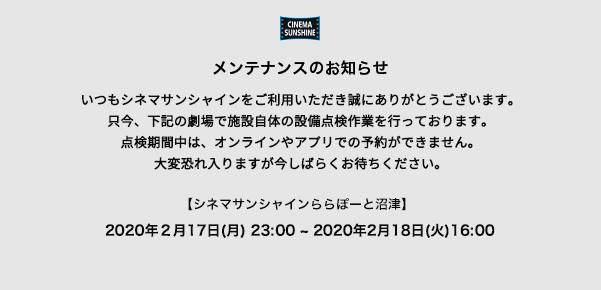 CINEMA
SUNSHINE
メンテナンスのお知らせ
いつもシネマサンシャインをご利用いただき誠にありがとうございます。
只今、下記の劇場で施設自体の設備点検作業を行っております。
点検期間中は、オンラインやアプリでの予約ができません。
大変恐れ入りますが今しばらくお待ちください。
【シネマサンシャインららぽーと沼津】
2020年２月17日(月) 23:00 ~ 2020年2月18日(火)16:00